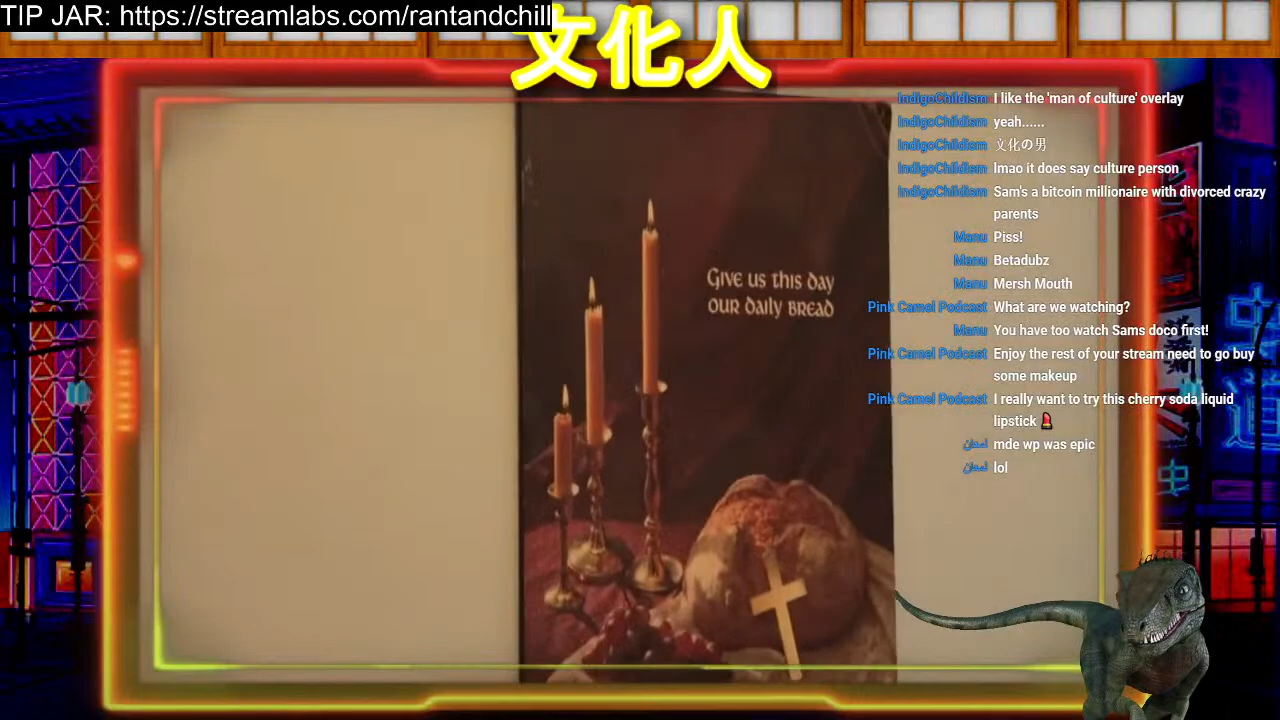 TIP JAR: https://streamlabs.com/rantandchill
文化人
GIVE US THIS DAY
OUR DAILY BREAD
IndigoChildism I like the 'man of culture' overlay
IndigoChildism yeah......
IndigoChildism 文化の男
IndigoChildism lmao it does say culture person
IndigoChildism Sam's a bitcoin millionaire with divorced crazy
parents
Manu Piss!
Manu Betadubz
Manu Mersh Mouth
Pink Camel Podcast What are we watching?
Manu You have too watch Sams doco first!
Pink Camel Podcast Enjoy the rest of your stream need to go buy
some makeup
Pink Camel Podcast I really want to try this cherry soda liquid
lipstick 💄
mde wp was epic
lol
中
通
中